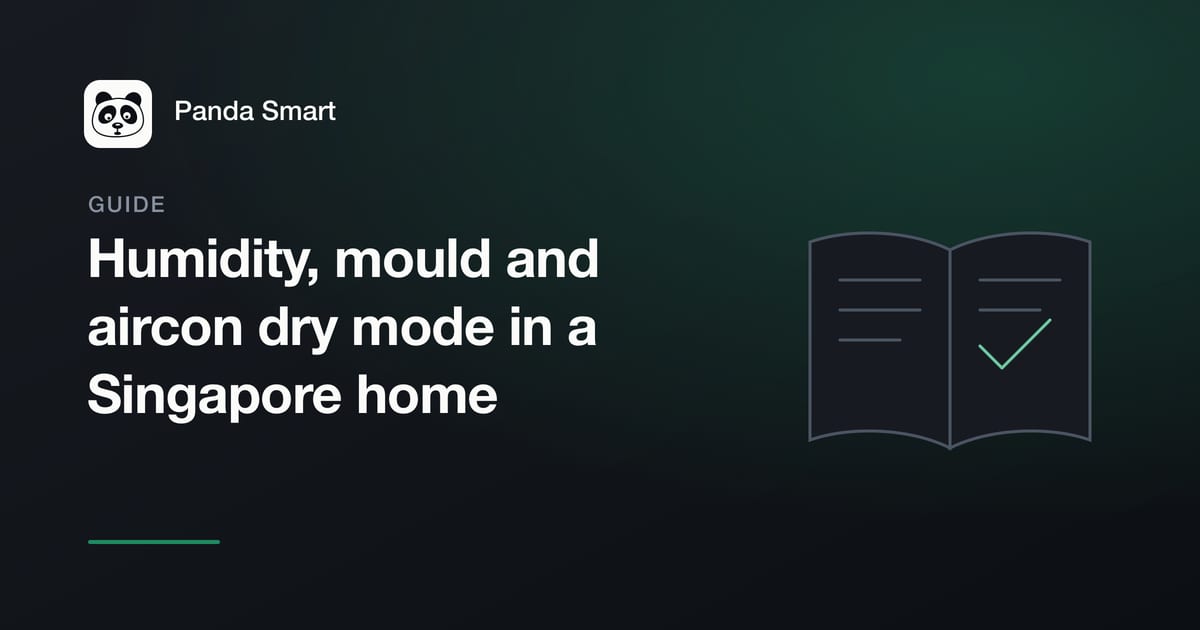 Panda Smart
GUIDE
Humidity, mould and
aircon dry mode in a
Singapore home